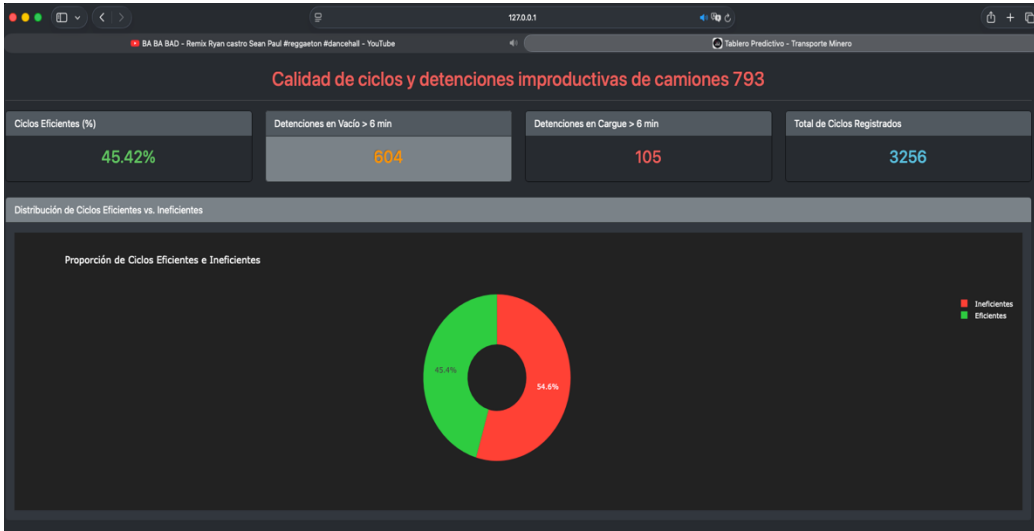 127.0.0.1
BA BA BAD - Remix Ryan castro Sean Paul #reggaeton #dancehall - YouTube
Tablero Predictivo - Transporte Minero
Calidad de ciclos y detenciones improductivas de camiones 793
Ciclos Eficientes (%)
45.42%
Detenciones en Vacío > 6 min
604
Detenciones en Cargue > 6 min
105
Total de Ciclos Registrados
3256
Distribución de Ciclos Eficientes vs. Ineficientes
Proporción de Ciclos Eficientes e Ineficientes
Ineficientes
Eficientes
45.4%
54.6%